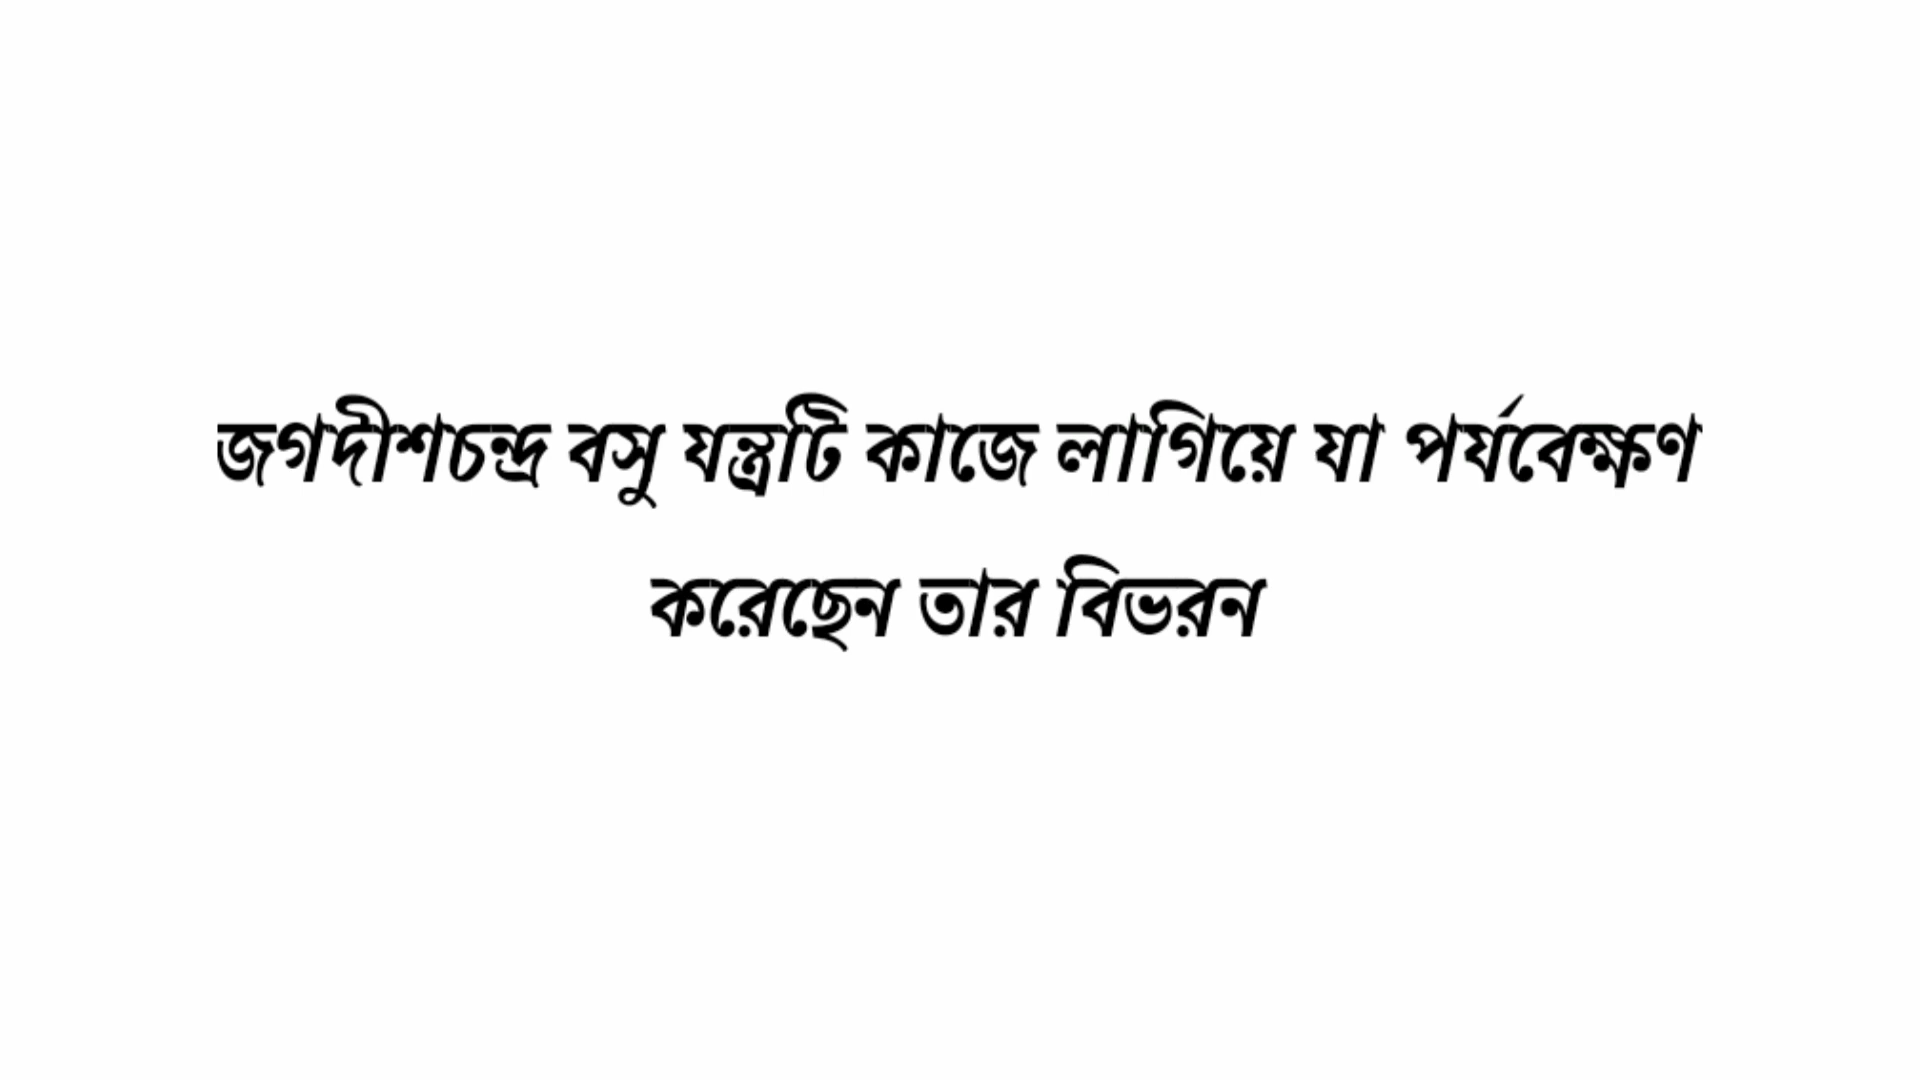 জগদীশচন্দ্র বসু যন্ত্রটি কাজে লাগিয়ে যা পর্যবেক্ষণ
করেছেন তার বিভরন